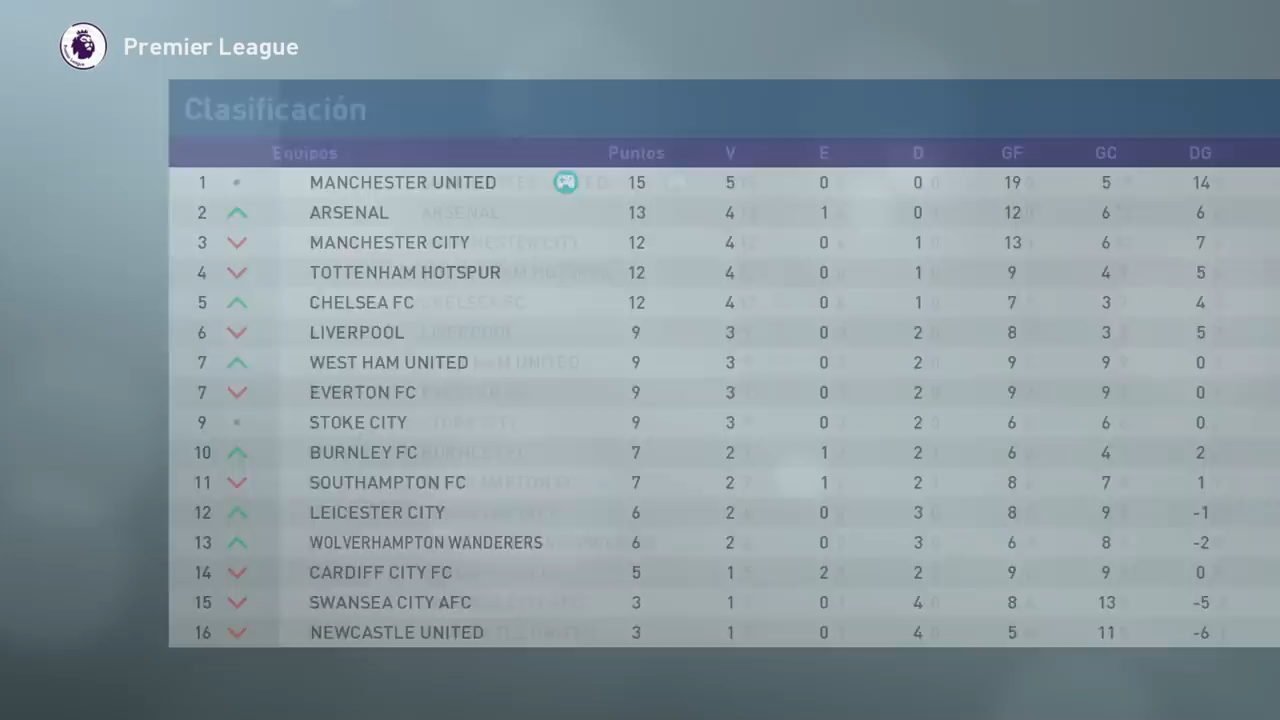 Premier League
Clasificación
Equipos Puntos V E D GF GC DG
1 MANCHESTER UNITED 15 5 0 0 19 5 14
2 ARSENAL 13 4 1 0 12 6 6
3 MANCHESTER CITY 12 4 0 1 13 6 7
4 TOTTENHAM HOTSPUR 12 4 0 1 9 4 5
5 CHELSEA FC 12 4 0 1 7 3 4
6 LIVERPOOL 9 3 0 2 8 3 5
7 WEST HAM UNITED 9 3 0 2 9 9 0
7 EVERTON FC 9 3 0 2 9 9 0
9 STOKE CITY 9 3 0 2 6 6 0
10 BURNLEY FC 7 2 1 2 6 4 2
11 SOUTHAMPTON FC 7 2 1 2 8 7 1
12 LEICESTER CITY 6 2 0 3 8 9 -1
13 WOLVERHAMPTON WANDERERS 6 2 0 3 6 8 -2
14 CARDIFF CITY FC 5 1 2 2 9 9 0
15 SWANSEA CITY AFC 3 1 0 4 8 13 -5
16 NEWCASTLE UNITED 3 1 0 4 5 11 -6